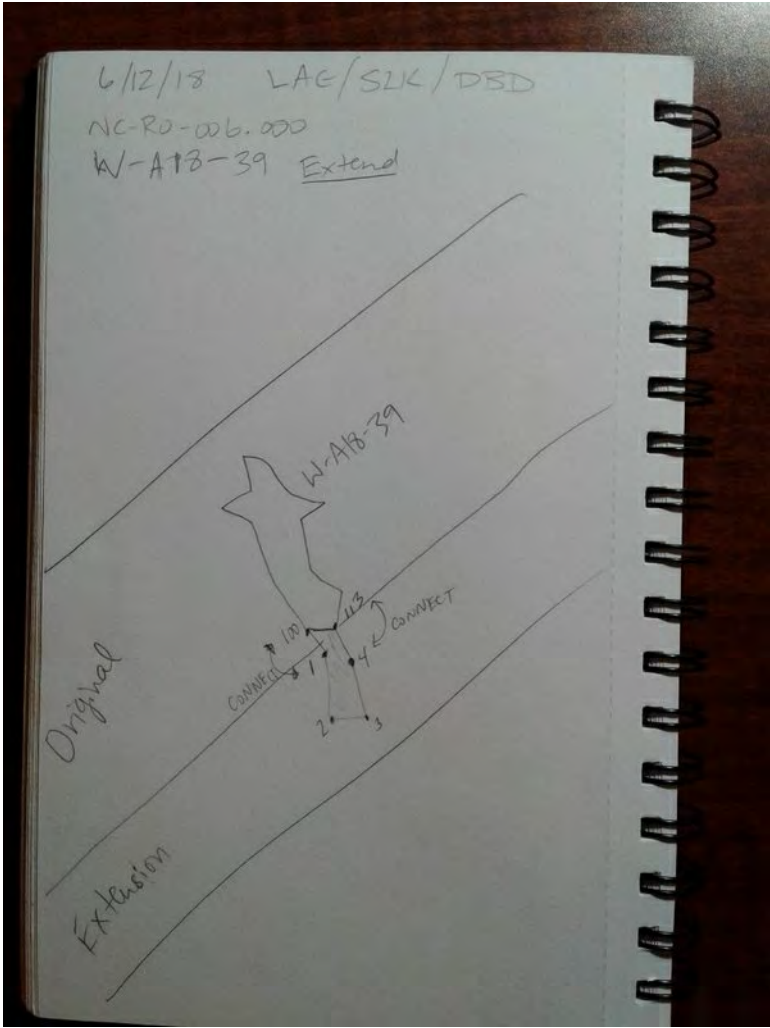 6/12/18 LAE/SLK/DBD
NC-RO-006.000
W-A18-39 Extend
W-A18-39
113
CONNECT
100
CONNECT
1
4
2
3
Original
Extension